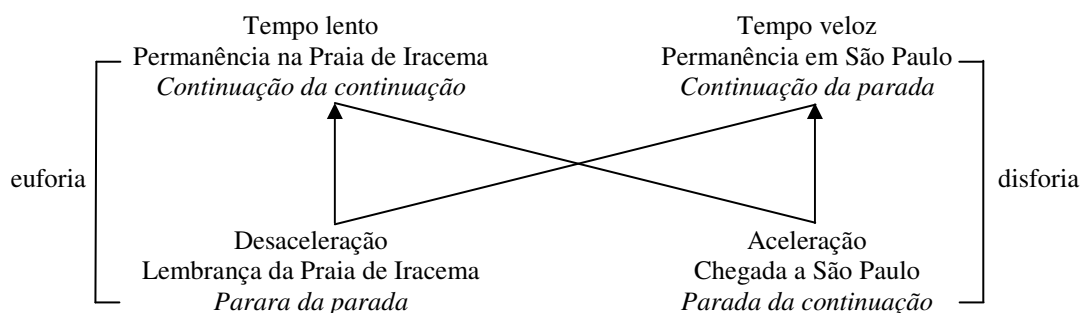 Tempo lento
Permanência na Praia de Iracema
Continuação da continuação
Tempo veloz
Permanência em São Paulo
Continuação da parada
euforia
disforia
Desaceleração
Lembrança da Praia de Iracema
Parara da parada
Aceleração
Chegada a São Paulo
Parada da continuação